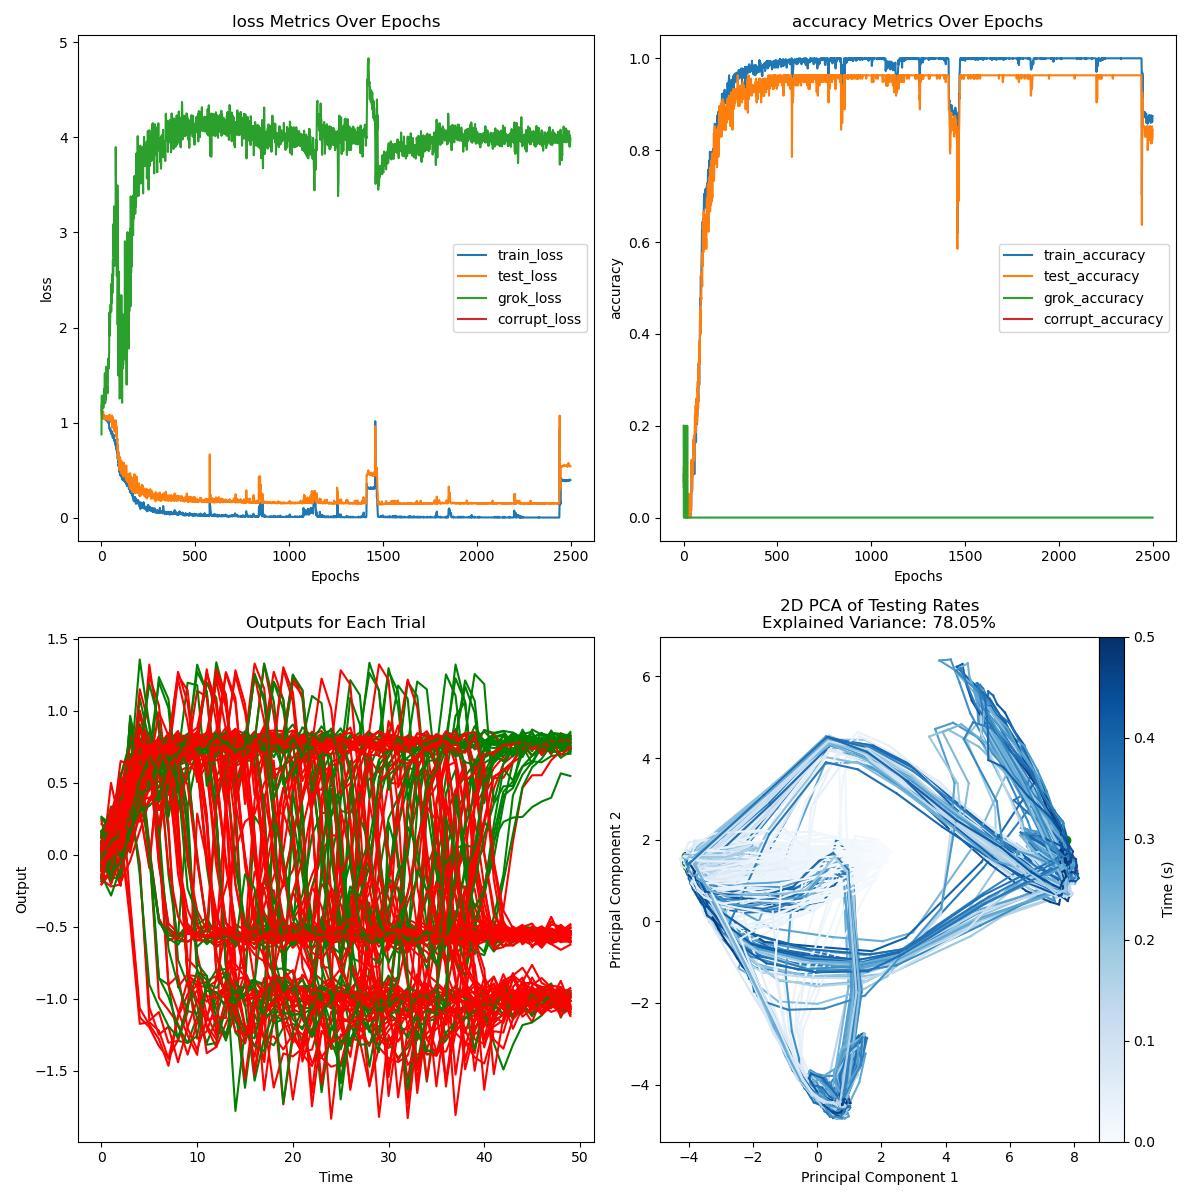 loss Metrics Over Epochs
5
4
3
2
1
0
loss
train_loss
test_loss
grok_loss
corrupt_loss
0
500
1000
1500
2000
2500
Epochs
accuracy Metrics Over Epochs
1.0
0.8
0.6
0.4
0.2
0.0
accuracy
train_accuracy
test_accuracy
grok_accuracy
corrupt_accuracy
0
500
1000
1500
2000
2500
Epochs
Outputs for Each Trial
1.5
1.0
0.5
0.0
−0.5
−1.0
−1.5
Output
0
10
20
30
40
50
Time
2D PCA of Testing Rates
Explained Variance: 78.05%
6
4
2
0
−2
−4
Principal Component 2
−4
−2
0
2
4
6
8
Principal Component 1
0.5
0.4
0.3
0.2
0.1
0.0
Time (s)